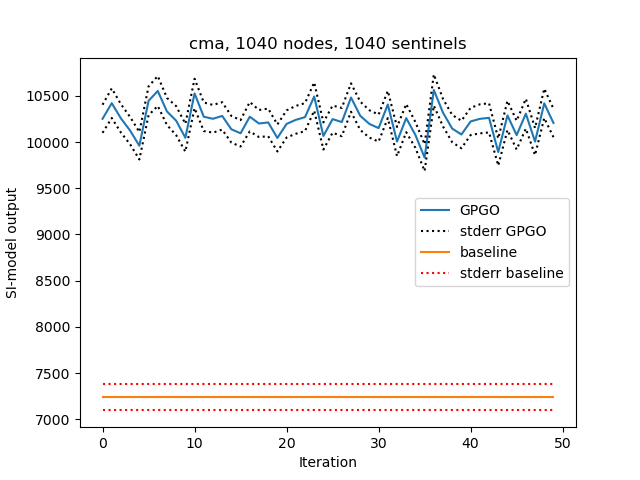 cma, 1040 nodes, 1040 sentinels
10500
10000
9500
9000
8500
8000
7500
7000
SI-model output
GPGO
stderr GPGO
baseline
stderr baseline
0 10 20 30 40 50
Iteration